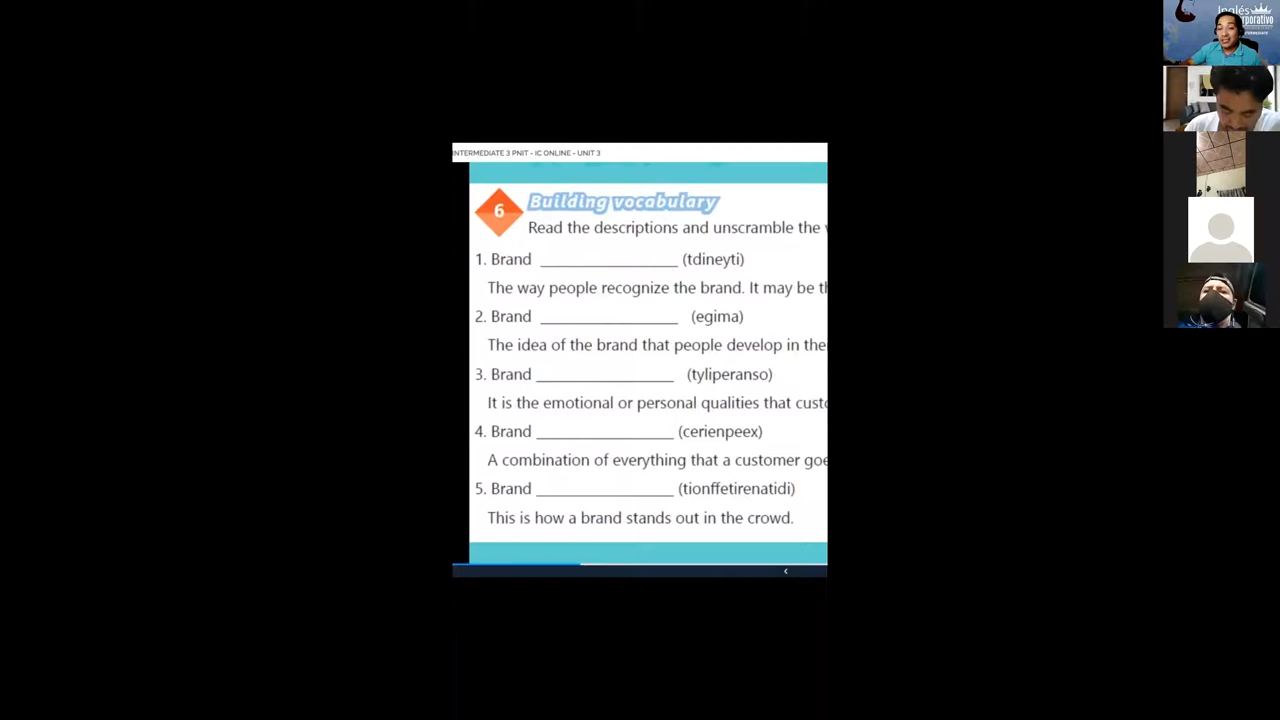 INTERMEDIATE 3 PNIT - IC ONLINE - UNIT 3
6
Building vocabulary
Read the descriptions and unscramble the
1. Brand ________________ (tdineyti)
The way people recognize the brand. It may be
2. Brand ________________ (egima)
The idea of the brand that people develop in
3. Brand ________________ (tyliperanso)
It is the emotional or personal qualities that
4. Brand ________________ (cerienpeex)
A combination of everything that a customer
5. Brand ________________ (tionffetirenatidi)
This is how a brand stands out in the crowd.
Inglés